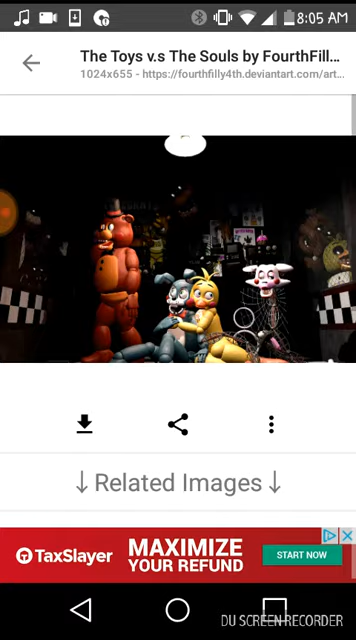 8:05 AM
The Toys v.s The Souls by FourthFill...
1024x655 - https://fourthfilly4th.deviantart.com/art...
↓ Related Images ↓
TaxSlayer
MAXIMIZE
YOUR REFUND
START NOW
DU SCREEN RECORDER